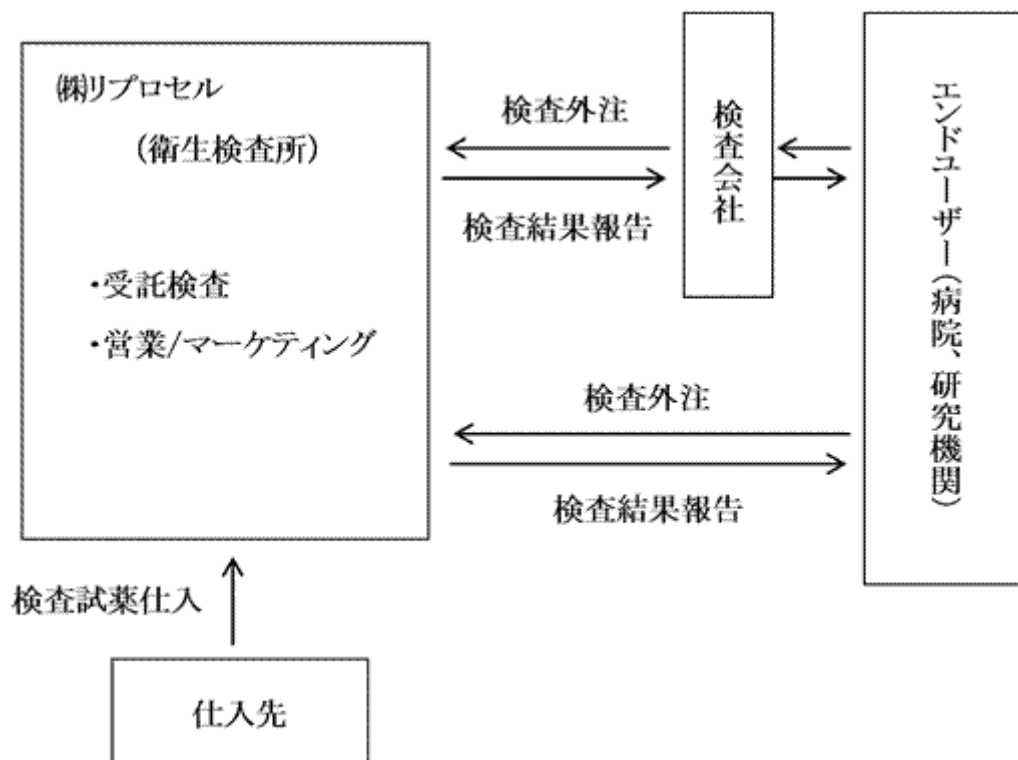 ㈱リプロセル
(衛生検査所)
・受託検査
・営業/マーケティング
検査外注
検査結果報告
検査会社
エンドユーザー(病院、研究機関)
検査外注
検査結果報告
検査試薬仕入
仕入先